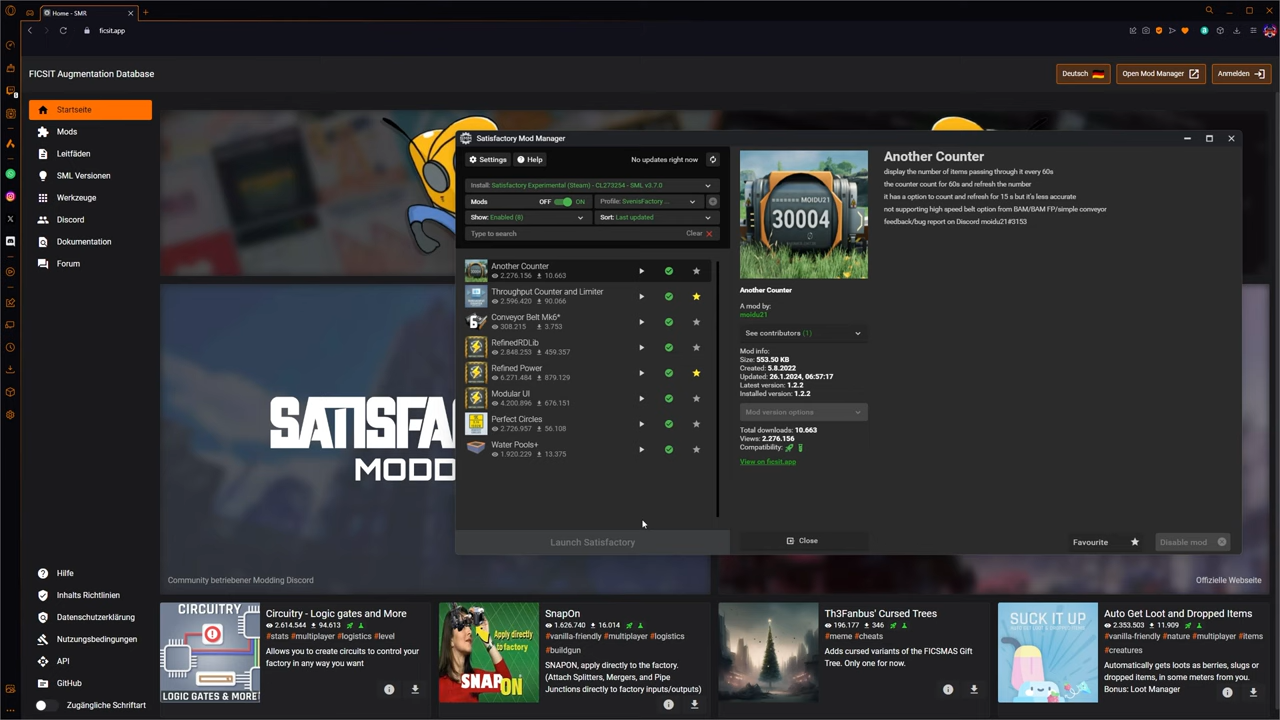 Home - SMR
ficsit.app
FICSIT Augmentation Database
Deutsch
Open Mod Manager
Anmelden
Startseite
Mods
Leitfäden
SML Versionen
Werkzeuge
Discord
Dokumentation
Forum
Hilfe
Inhalts Richtlinien
Datenschutzerklärung
Nutzungsbedingungen
API
GitHub
Zugängliche Schriftart
SATISFA
MODD
Community betriebener Modding Discord
Offizielle Webseite
Satisfactory Mod Manager
Settings
Help
No updates right now
Install: Satisfactory Experimental (Steam) - CL273254 - SML v3.7.0
Mods OFF ON
Profile: SvenisFactory ...
Show: Enabled (8)
Sort: Last updated
Type to search
Clear
Another Counter
2.276.156 10.663
Throughput Counter and Limiter
2.596.420 90.066
Conveyor Belt Mk6*
308.215 3.753
RefinedRDLib
2.848.253 459.357
Refined Power
6.271.484 879.129
Modular UI
4.200.896 676.151
Perfect Circles
2.726.957 56.108
Water Pools+
1.920.229 13.375
Launch Satisfactory
MOIDU21
30004
Another Counter
A mod by:
moidu21
See contributors (1)
Mod info:
Size: 553.50 KB
Created: 5.8.2022
Updated: 26.1.2024, 06:57:17
Latest version: 1.2.2
Installed version: 1.2.2
Mod version options
Total downloads: 10.663
Views: 2.276.156
Compatibility:
View on ficsit.app
Close
Another Counter
display the number of items passing through it every 60s
the counter count for 60s and refresh the number
it has a option to count and refresh for 15 s but it's less accurate
not supporting high speed belt option from BAM/BAM FP/simple conveyor
feedback/bug report on Discord moidu21#3153
Favourite
Disable mod
CIRCUITRY
LOGIC GATES & MORE
Circuitry - Logic gates and More
2.614.544 94.613
#stats #multiplayer #logistics #level
Allows you to create circuits to control your
factory in any way you want
Apply directly
to factory
SNAP ON
SnapOn
1.626.740 16.014
#vanilla-friendly #multiplayer #logistics
#buildgun
SNAPON, apply directly to the factory.
(Attach Splitters, Mergers, and Pipe
Junctions directly to factory inputs/outputs)
Th3Fanbus' Cursed Trees
196.177 346
#meme #cheats
Adds cursed variants of the FICSMAS Gift
Tree. Only one for now.
SUCK IT UP
Auto Get Loot and Dropped Items
2.353.503 11.909
#vanilla-friendly #nature #multiplayer #items
#creatures
Automatically gets loots as berries, slugs or
dropped items, in some meters from you.
Bonus: Loot Manager